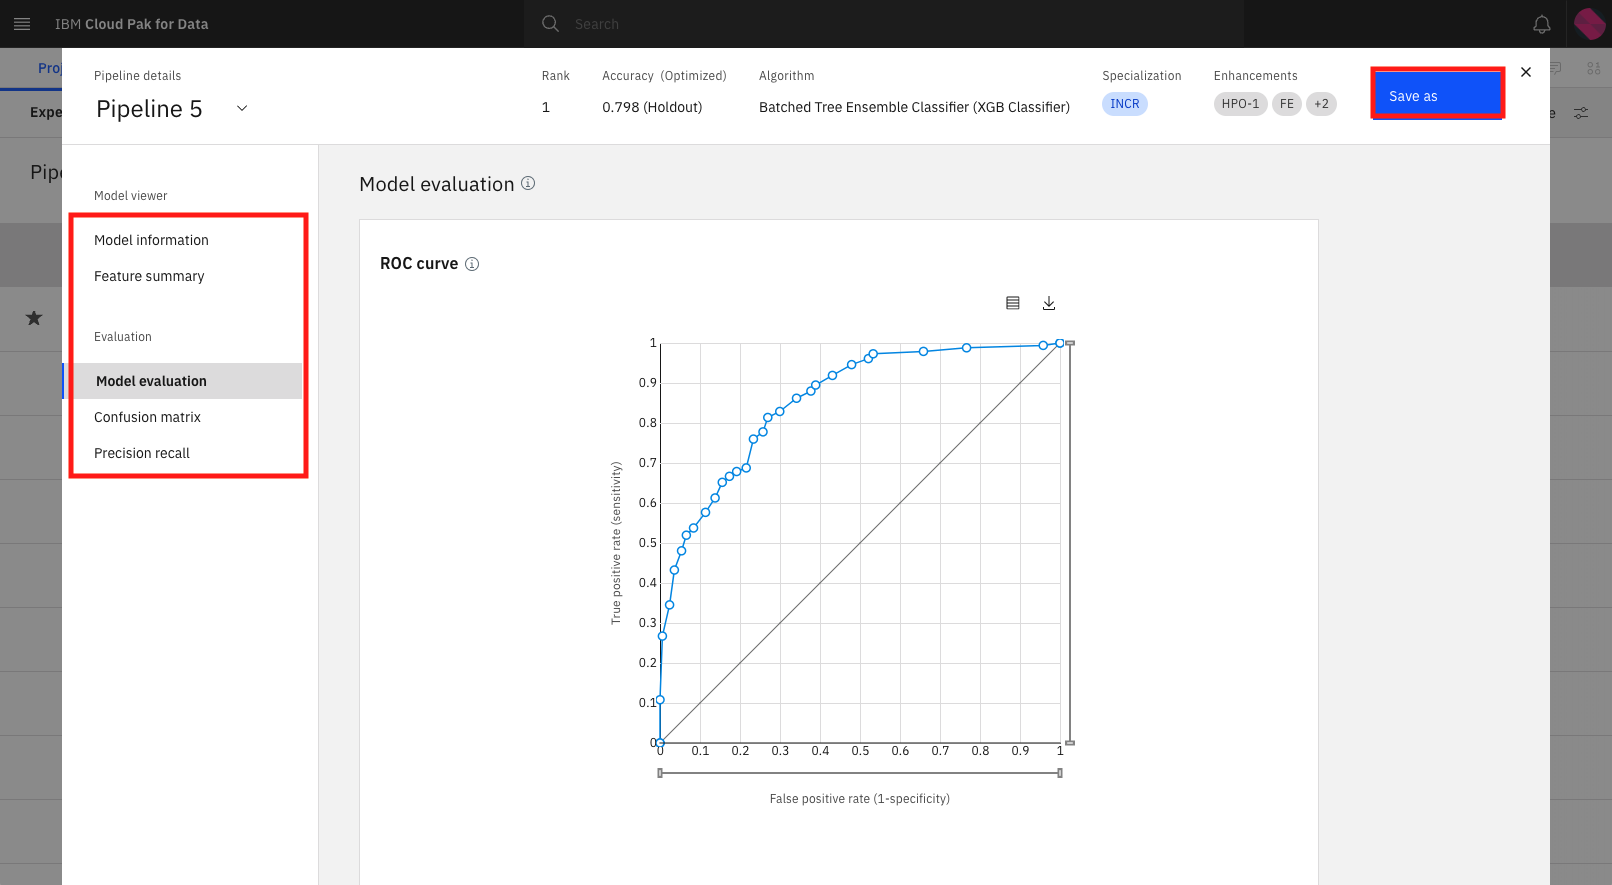 IBM Cloud Pak for Data
Search
Proj
Expe
e
Pipe
Pipeline details
Pipeline 5
Rank
1
Accuracy (Optimized)
0.798 (Holdout)
Algorithm
Batched Tree Ensemble Classifier (XGB Classifier)
Specialization
INCR
Enhancements
HPO-1 FE +2
Save as
Model viewer
Model information
Feature summary
Evaluation
Model evaluation
Confusion matrix
Precision recall
Model evaluation
ROC curve
True positive rate (sensitivity)
1
0.9
0.8
0.7
0.6
0.5
0.4
0.3
0.2
0.1
0
0 0.1 0.2 0.3 0.4 0.5 0.6 0.7 0.8 0.9 1
False positive rate (1-specificity)